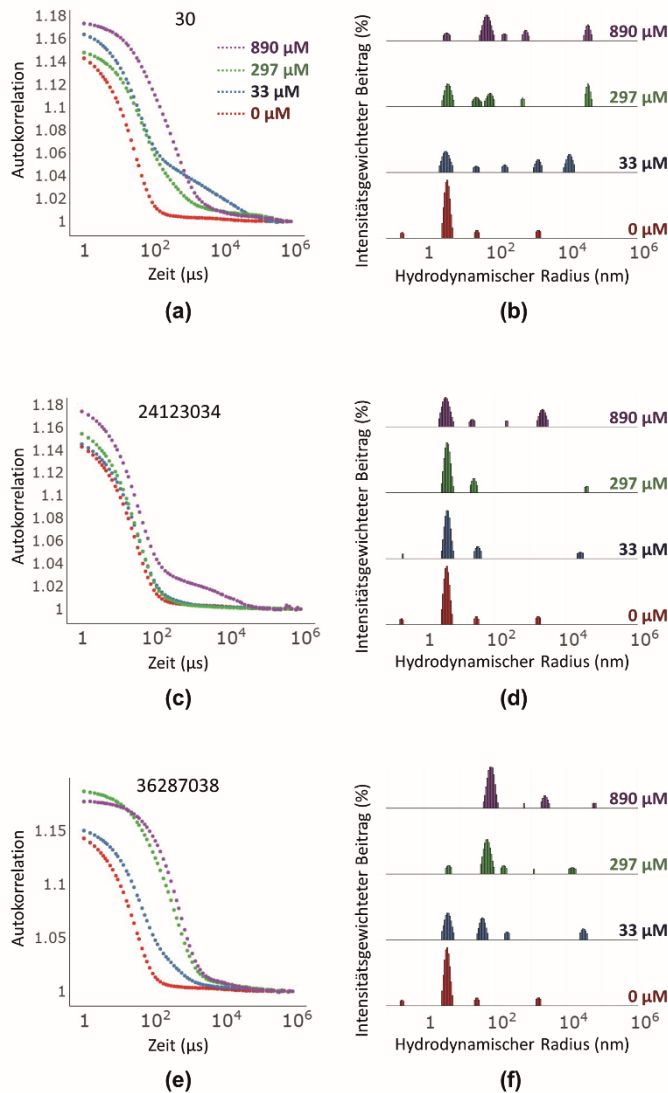 30
1.18
1.16
1.14
1.12
1.1
1.08
1.06
1.04
1.02
1
Autokorrelation
890 µM
297 µM
33 µM
0 µM
1 10² 10⁴ 10⁶
Zeit (µs)
(a)
Intensitätsgewichteter Beitrag (%)
890 µM
297 µM
33 µM
0 µM
1 10² 10⁴ 10⁶
Hydrodynamischer Radius (nm)
(b)
24123034
1.18
1.16
1.14
1.12
1.1
1.08
1.06
1.04
1.02
1
Autokorrelation
1 10² 10⁴ 10⁶
Zeit (µs)
(c)
Intensitätsgewichteter Beitrag (%)
890 µM
297 µM
33 µM
0 µM
1 10² 10⁴ 10⁶
Hydrodynamischer Radius (nm)
(d)
36287038
1.15
1.1
1.05
1
Autokorrelation
1 10² 10⁴ 10⁶
Zeit (µs)
(e)
Intensitätsgewichteter Beitrag (%)
890 µM
297 µM
33 µM
0 µM
1 10² 10⁴ 10⁶
Hydrodynamischer Radius (nm)
(f)